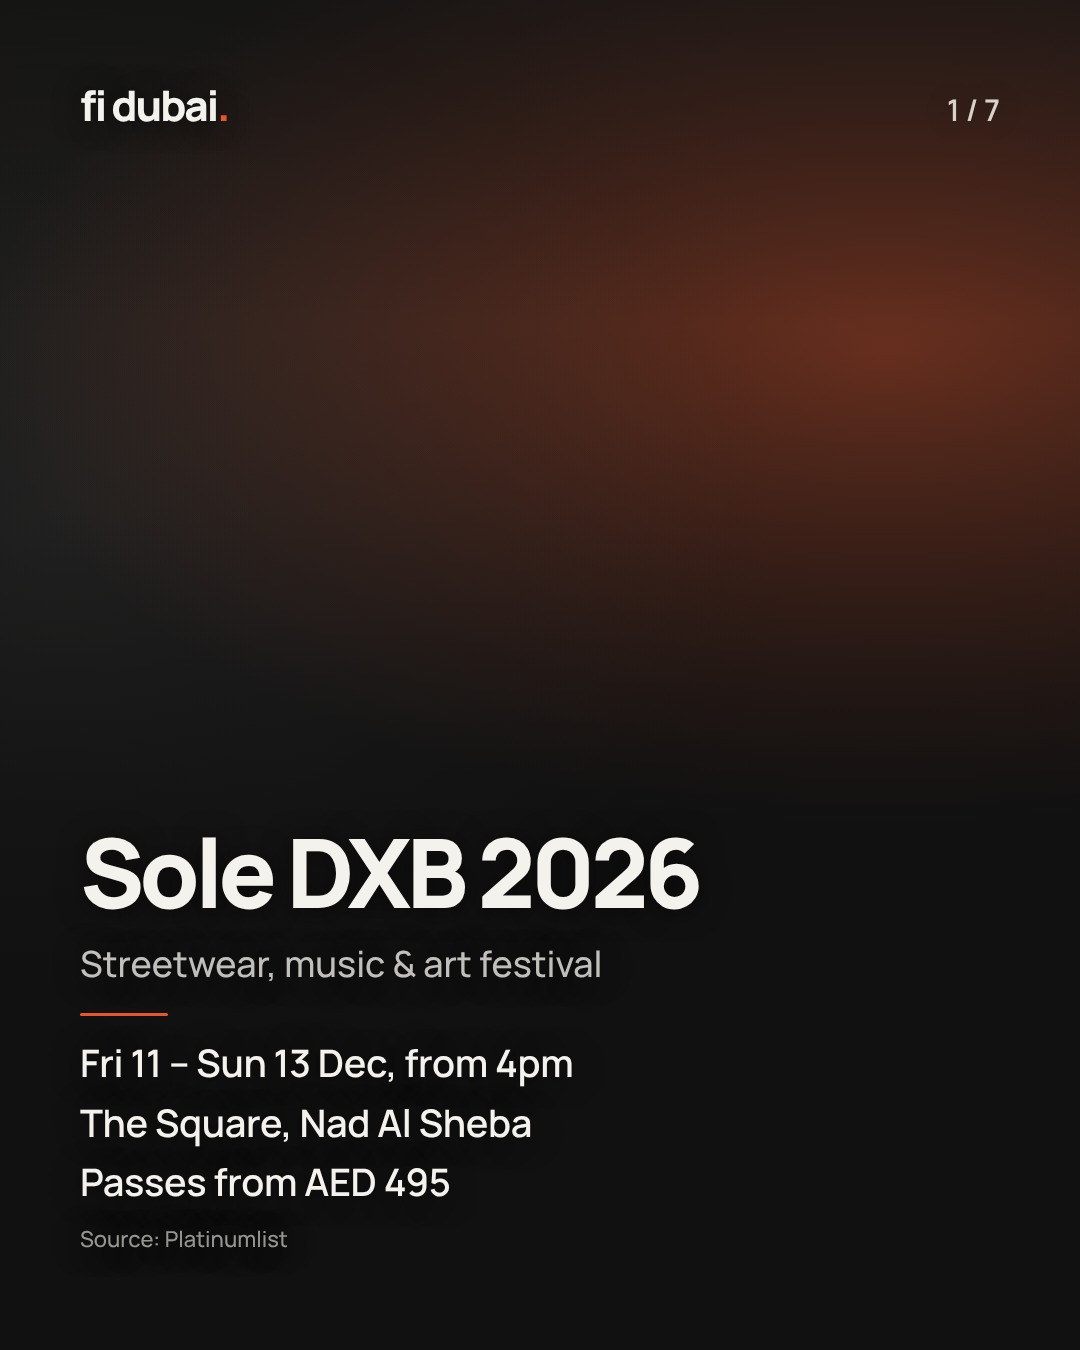 fi dubai.
1 / 7
Sole DXB 2026
Streetwear, music & art festival
Fri 11 – Sun 13 Dec, from 4pm
The Square, Nad Al Sheba
Passes from AED 495
Source: Platinumlist